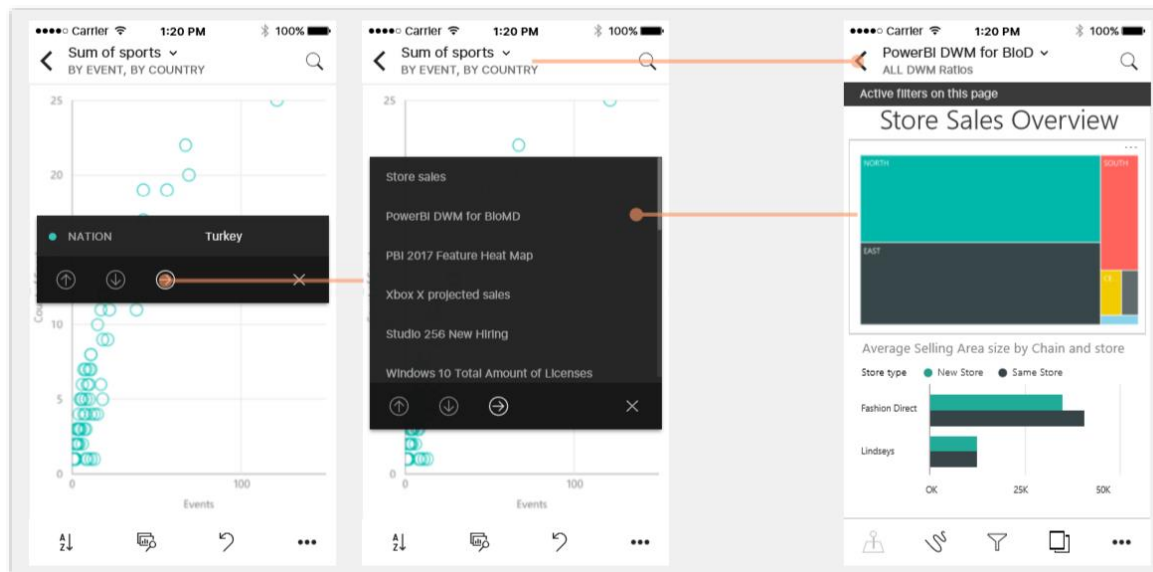 Carrier 1:20 PM 100%
Sum of sports
BY EVENT, BY COUNTRY
25
20
NATION Turkey
10
5
0
0 100
Events
A
Z
•••
Carrier 1:20 PM 100%
Sum of sports
BY EVENT, BY COUNTRY
25
Store sales
PowerBI DWM for BIoMD
PBI 2017 Feature Heat Map
Xbox X projected sales
Studio 256 New Hiring
Windows 10 Total Amount of Licenses
0
0 100
Events
A
Z
•••
Carrier 1:20 PM 100%
PowerBI DWM for BIoD
ALL DWM Ratios
Active filters on this page
Store Sales Overview
NORTH
SOUTH
EAST
Average Selling Area size by Chain and store
Store type New Store Same Store
Fashion Direct
Lindseys
0K 25K 50K
•••